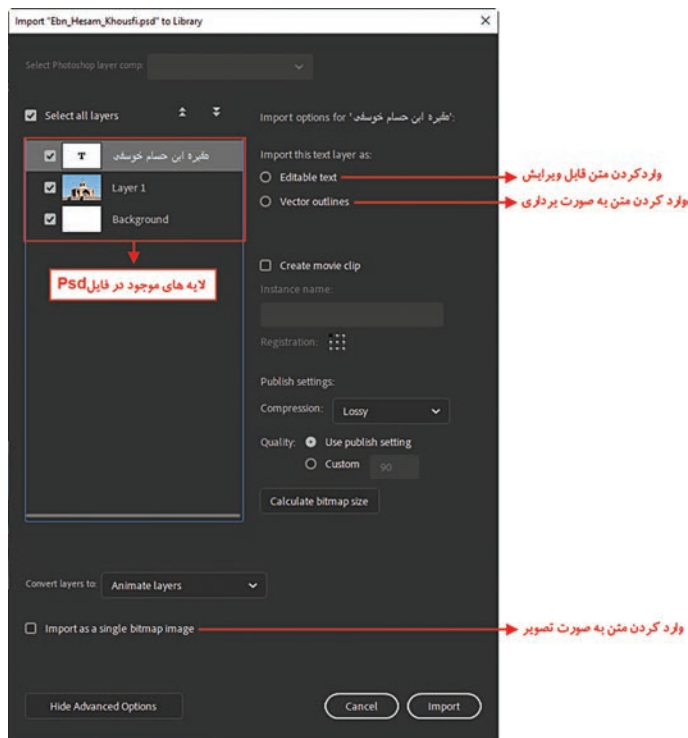 Import "Ebn_Hesam_Khousfi.psd" to Library
Select Photoshop layer comp:
Select all layers
T مقبره ابن حسام خوسفی
Layer 1
Background
لایه های موجود در فایل Psd
Import options for 'مقبره ابن حسام خوسفی':
Import this text layer as:
Editable text
واردکردن متن قابل ویرایش
Vector outlines
وارد کردن متن به صورت برداری
Create movie clip
Instance name:
Registration:
Publish settings:
Compression: Lossy
Quality: Use publish setting
Custom 90
Calculate bitmap size
Convert layers to: Animate layers
Import as a single bitmap image
وارد کردن متن به صورت تصویر
Hide Advanced Options
Cancel
Import